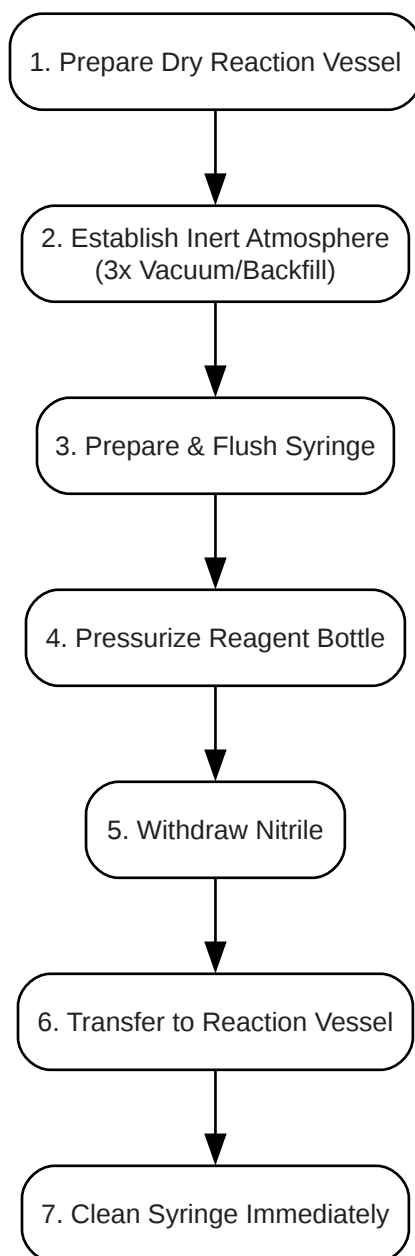 1. Prepare Dry Reaction Vessel
2. Establish Inert Atmosphere
(3x Vacuum/Backfill)
3. Prepare & Flush Syringe
4. Pressurize Reagent Bottle
5. Withdraw Nitrile
6. Transfer to Reaction Vessel
7. Clean Syringe Immediately